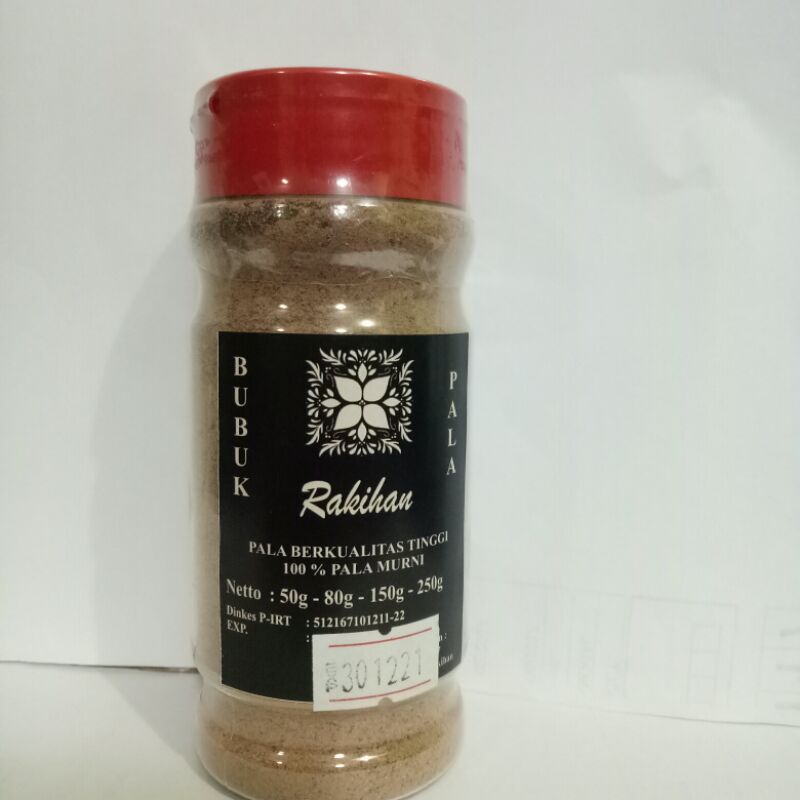 BUBUK
PALA
Rakihan
PALA BERKUALITAS TINGGI
100 % PALA MURNI
Netto : 50g - 80g - 150g - 250g
Dinkes P-IRT : 512167101211-22
EXP. :
301221